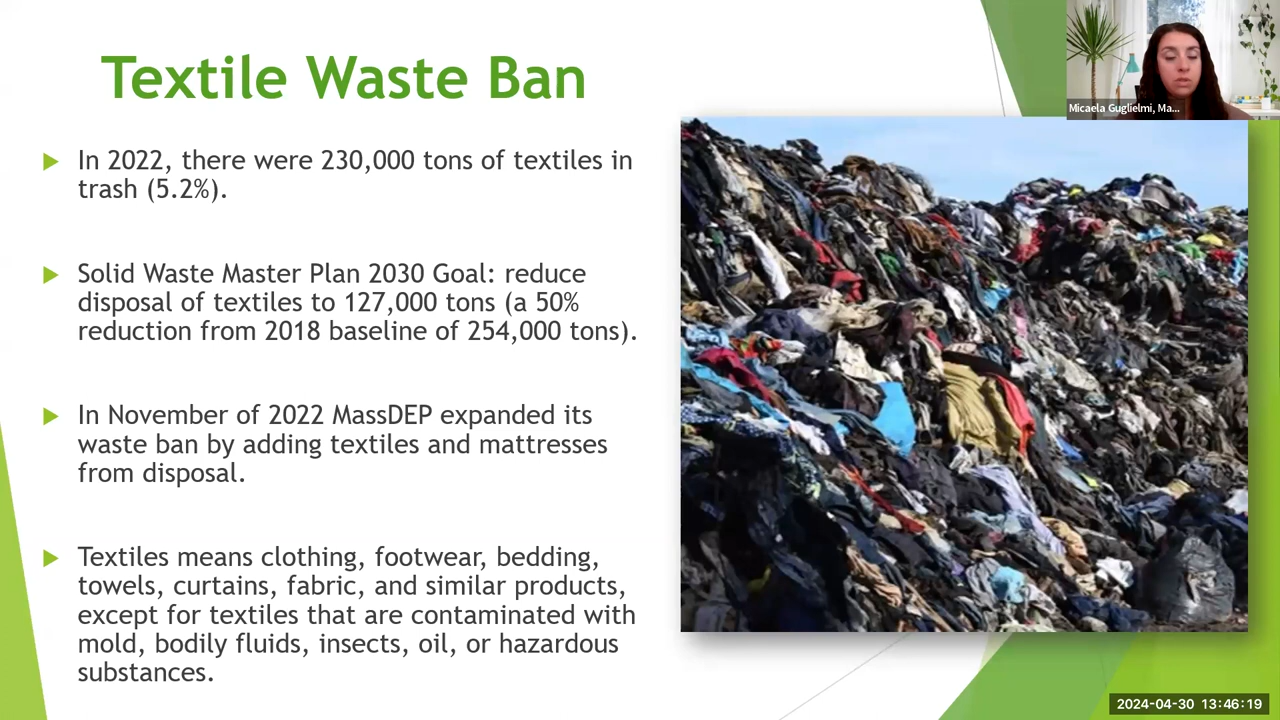 Textile Waste Ban
In 2022, there were 230,000 tons of textiles in
trash (5.2%).
Solid Waste Master Plan 2030 Goal: reduce
disposal of textiles to 127,000 tons (a 50%
reduction from 2018 baseline of 254,000 tons).
In November of 2022 MassDEP expanded its
waste ban by adding textiles and mattresses
from disposal.
Textiles means clothing, footwear, bedding,
towels, curtains, fabric, and similar products,
except for textiles that are contaminated with
mold, bodily fluids, insects, oil, or hazardous
substances.
Micaela Guglielmi, Ma...
2024-04-30 13:46:19